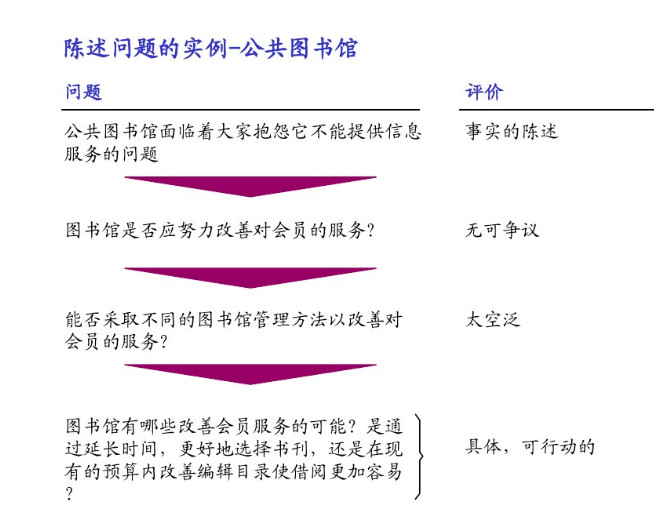 陈述问题的实例-公共图书馆
问题
评价
公共图书馆面临着大家抱怨它不能提供信息
服务的问题
事实的陈述
图书馆是否应努力改善对会员的服务?
无可争议
能否采取不同的图书馆管理方法以改善对
会员的服务?
太空泛
图书馆有哪些改善会员服务的可能? 是通
过延长时间, 更好地选择书刊, 还是在现
有的预算内改善编辑目录使借阅更加容易
?
具体, 可行动的